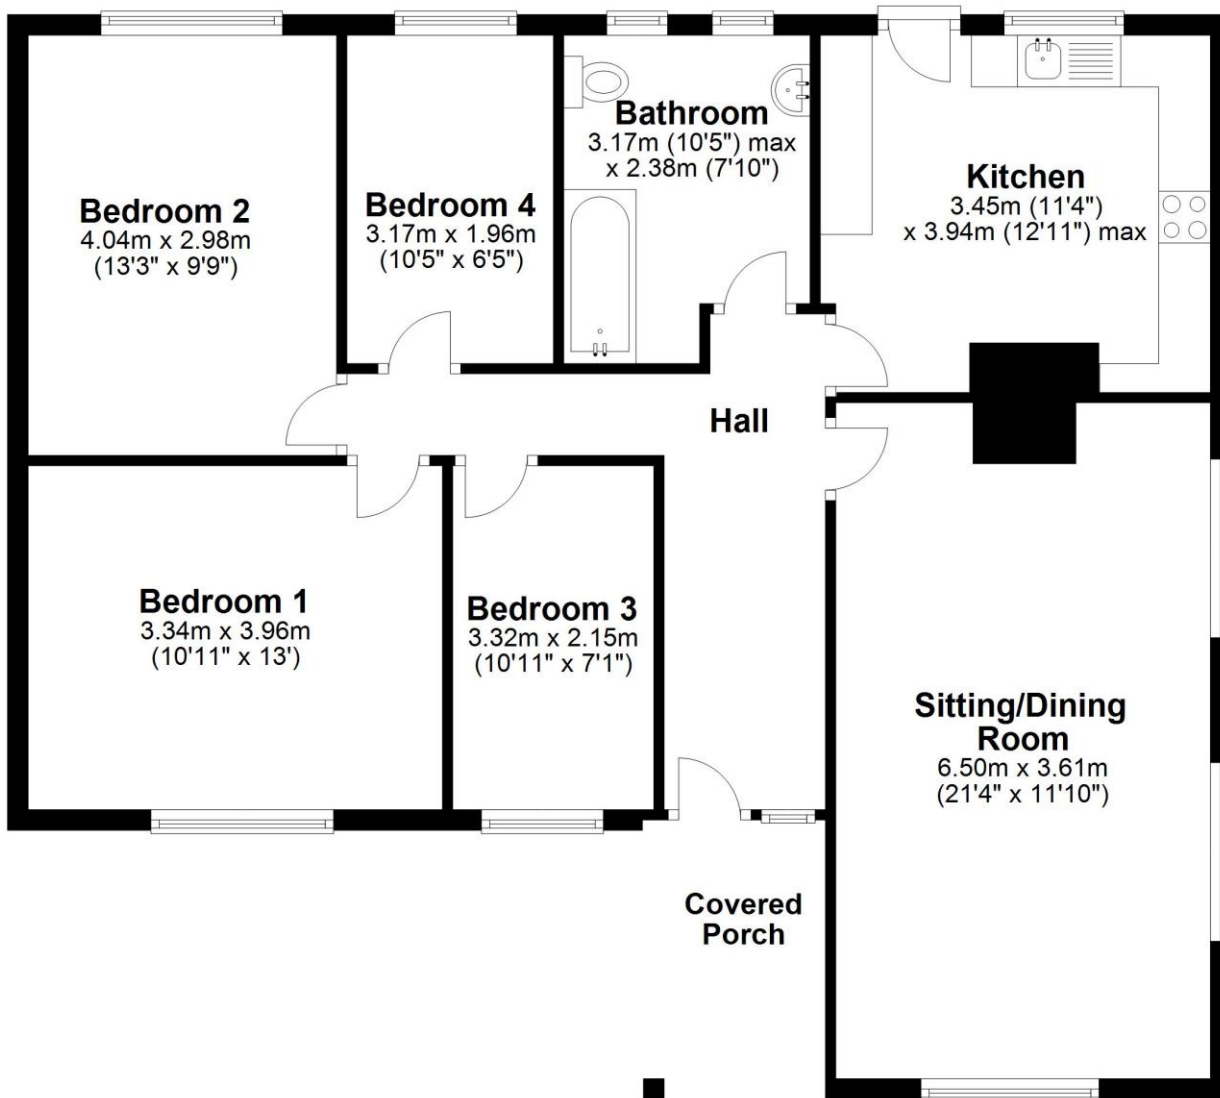 Bedroom 2
4.04m x 2.98m
(13'3" x 9'9")
Bedroom 4
3.17m x 1.96m
(10'5" x 6'5")
Bathroom
3.17m (10'5") max
x 2.38m (7'10")
Kitchen
3.45m (11'4")
x 3.94m (12'11") max
Hall
Bedroom 1
3.34m x 3.96m
(10'11" x 13')
Bedroom 3
3.32m x 2.15m
(10'11" x 7'1")
Sitting/Dining
Room
6.50m x 3.61m
(21'4" x 11'10")
Covered
Porch